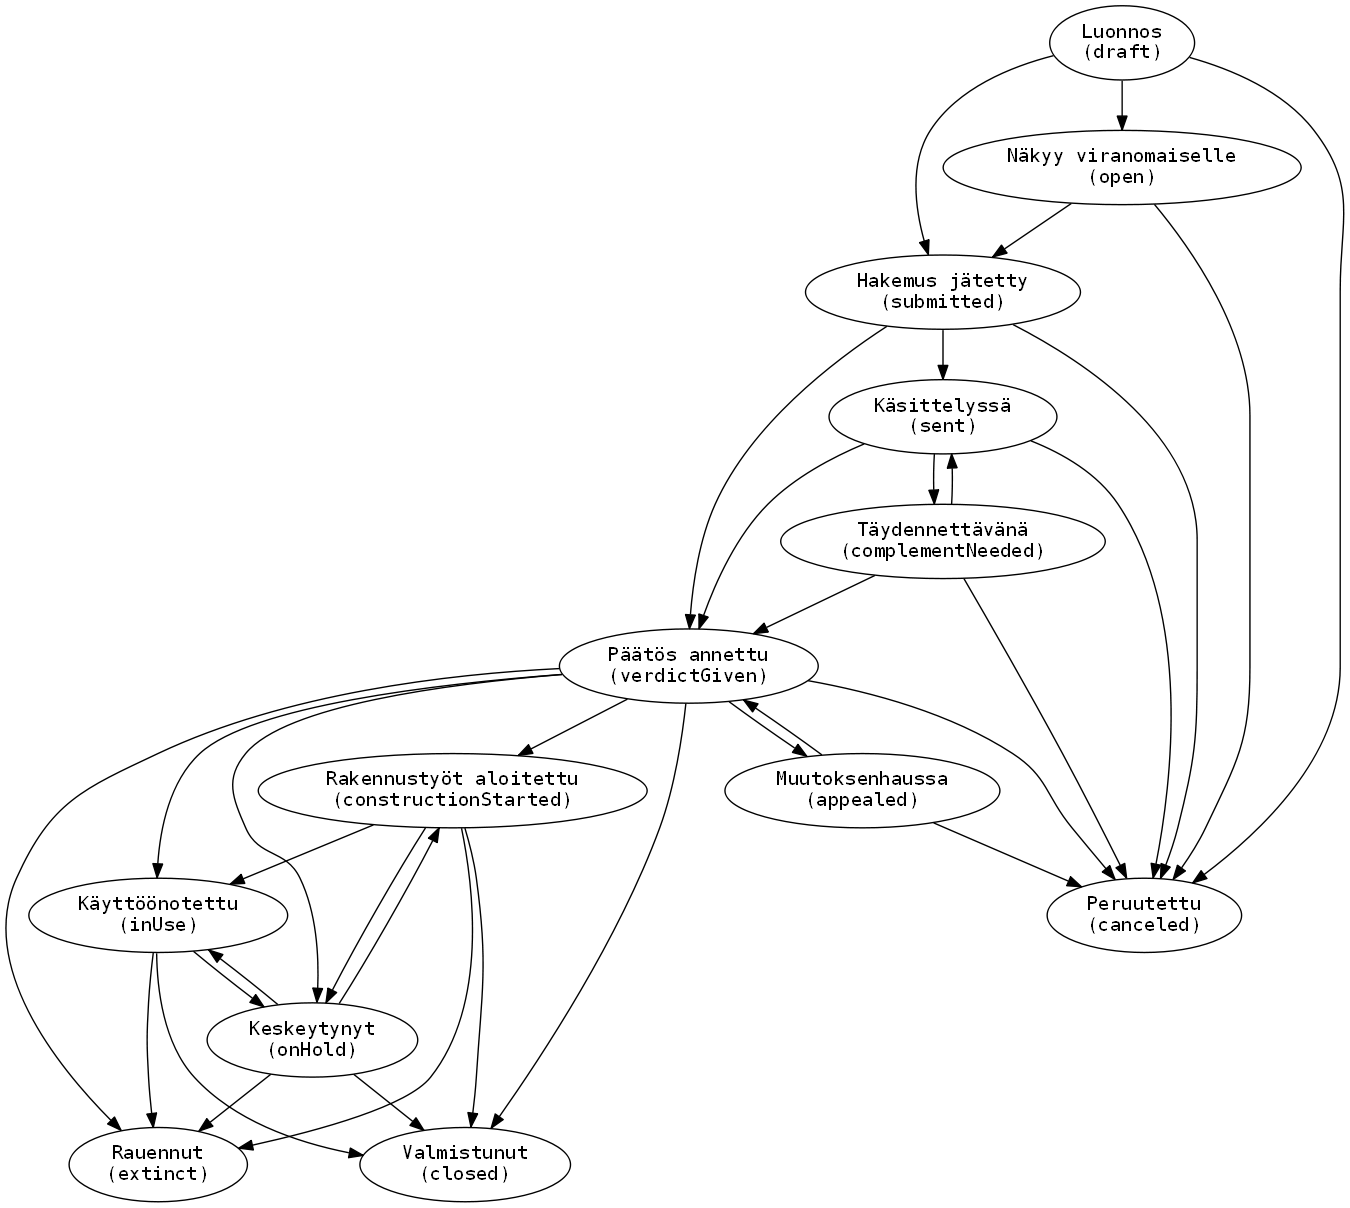 Luonnos
(draft)
Näkyy viranomaiselle
(open)
Hakemus jätetty
(submitted)
Käsittelyssä
(sent)
Täydennettävänä
(complementNeeded)
Päätös annettu
(verdictGiven)
Rakennustyöt aloitettu
(constructionStarted)
Muutoksenhaussa
(appealed)
Käyttöönotettu
(inUse)
Peruutettu
(canceled)
Keskeytynyt
(onHold)
Rauennut
(extinct)
Valmistunut
(closed)